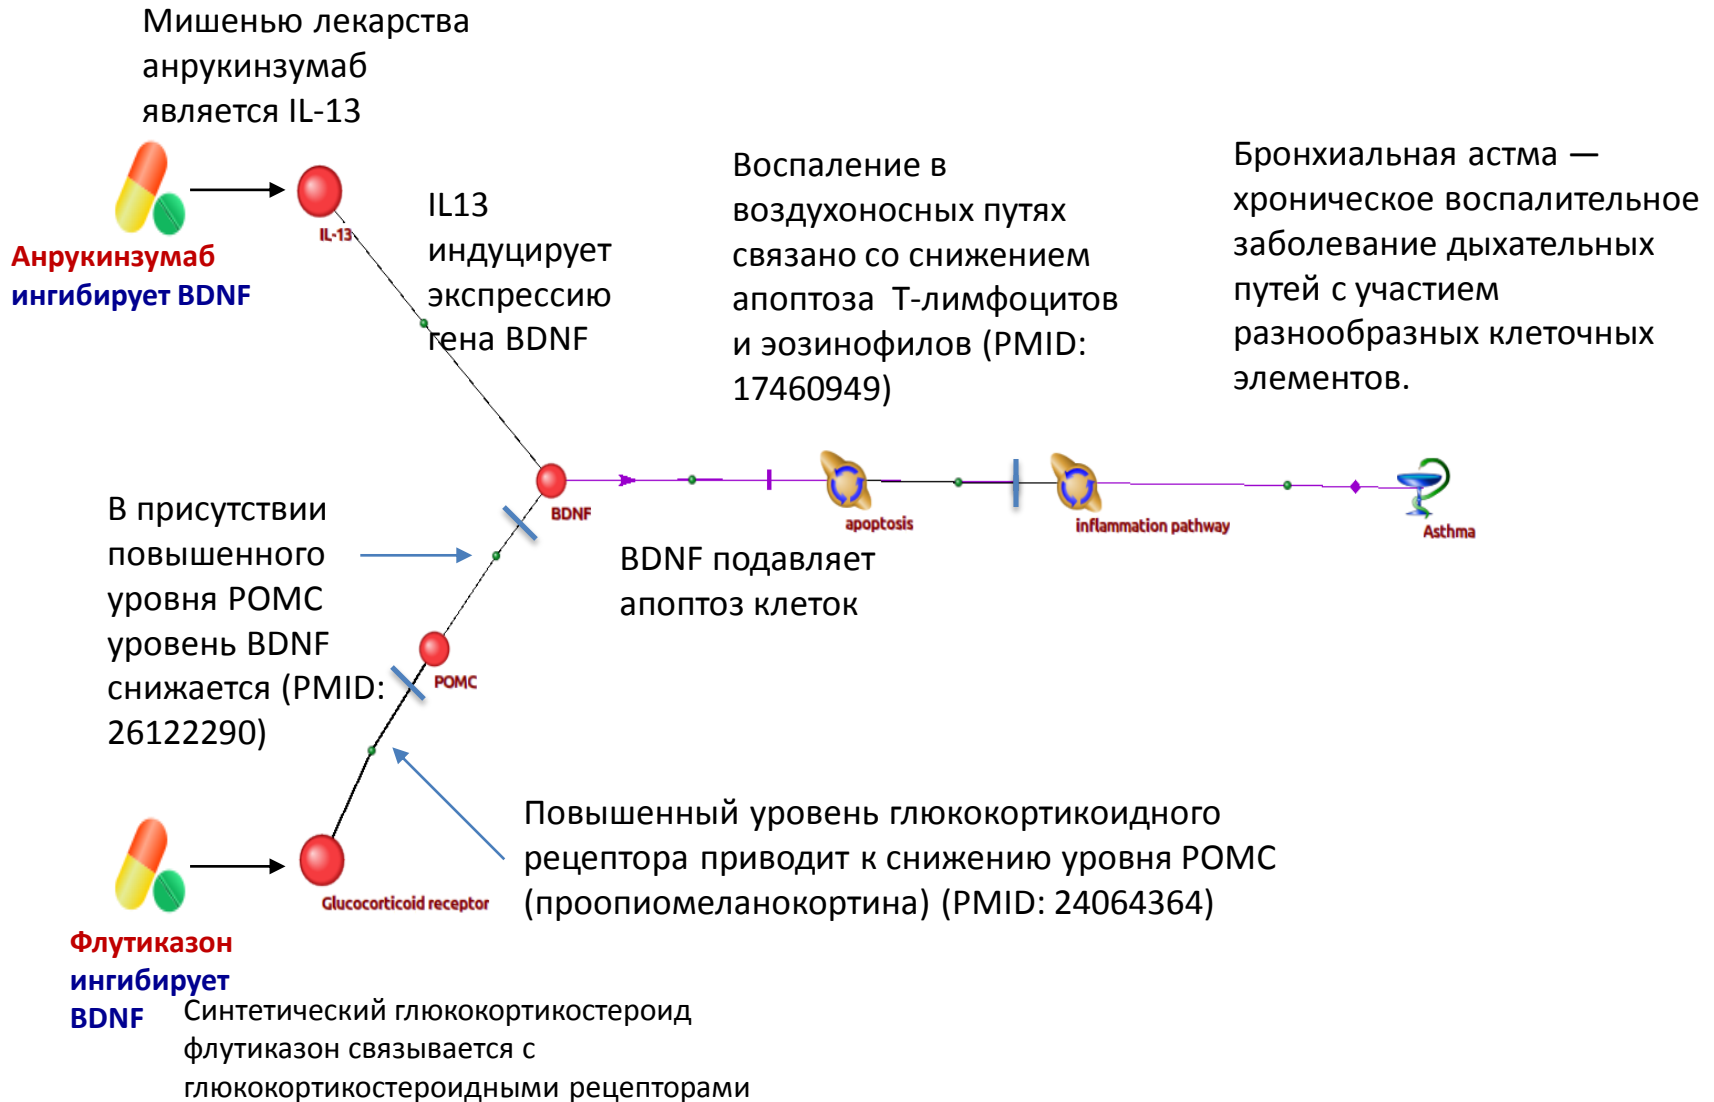 Мишенью лекарства
анрукинзумаб
является IL-13
IL-13
Анрукинзумаб
ингибирует BDNF
IL13
индуцирует
экспрессию
гена BDNF
Воспаление в
воздухоносных путях
связано со снижением
апоптоза Т-лимфоцитов
и эозинофилов (PMID:
17460949)
Бронхиальная астма —
хроническое воспалительное
заболевание дыхательных
путей с участием
разнообразных клеточных
элементов.
BDNF
apoptosis
inflammation pathway
Asthma
В присутствии
повышенного
уровня POMC
уровень BDNF
снижается (PMID:
26122290)
BDNF подавляет
апоптоз клеток
POMC
Повышенный уровень глюкокортикоидного
рецептора приводит к снижению уровня POMC
(проопиомеланокортина) (PMID: 24064364)
Glucocorticoid receptor
Флутиказон
ингибирует
BDNF
Синтетический глюкокортикостероид
флутиказон связывается с
глюкокортикостероидными рецепторами